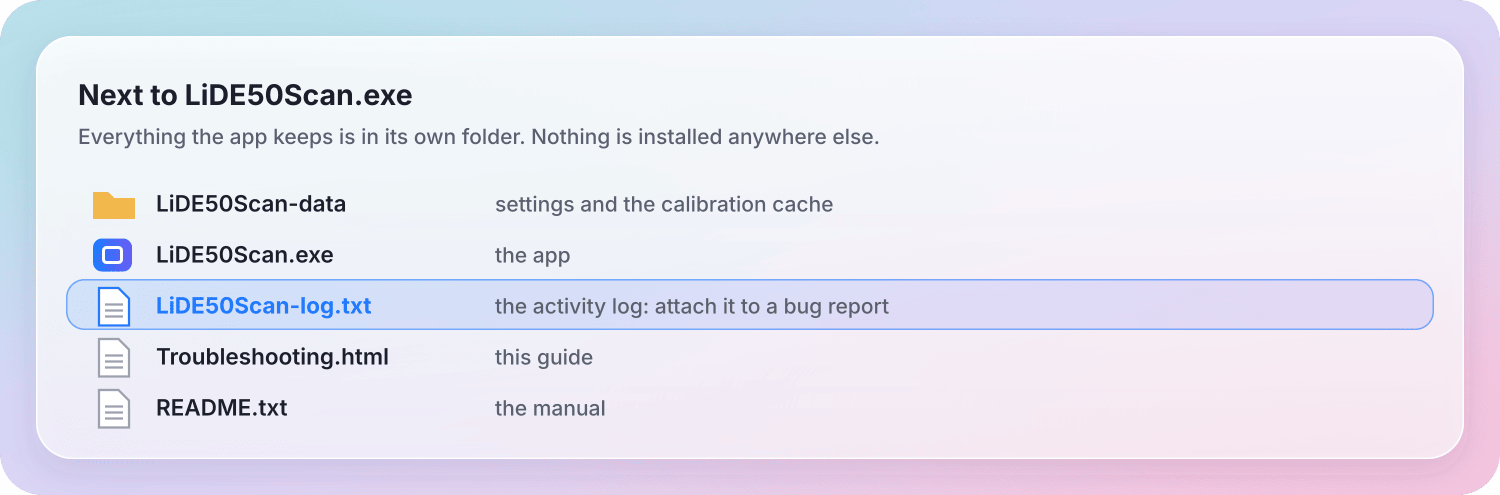 Next to LiDE50Scan.exe
Everything the app keeps is in its own folder. Nothing is installed anywhere else.
LiDE50Scan-data settings and the calibration cache
LiDE50Scan.exe the app
LiDE50Scan-log.txt the activity log: attach it to a bug report
Troubleshooting.html this guide
README.txt the manual